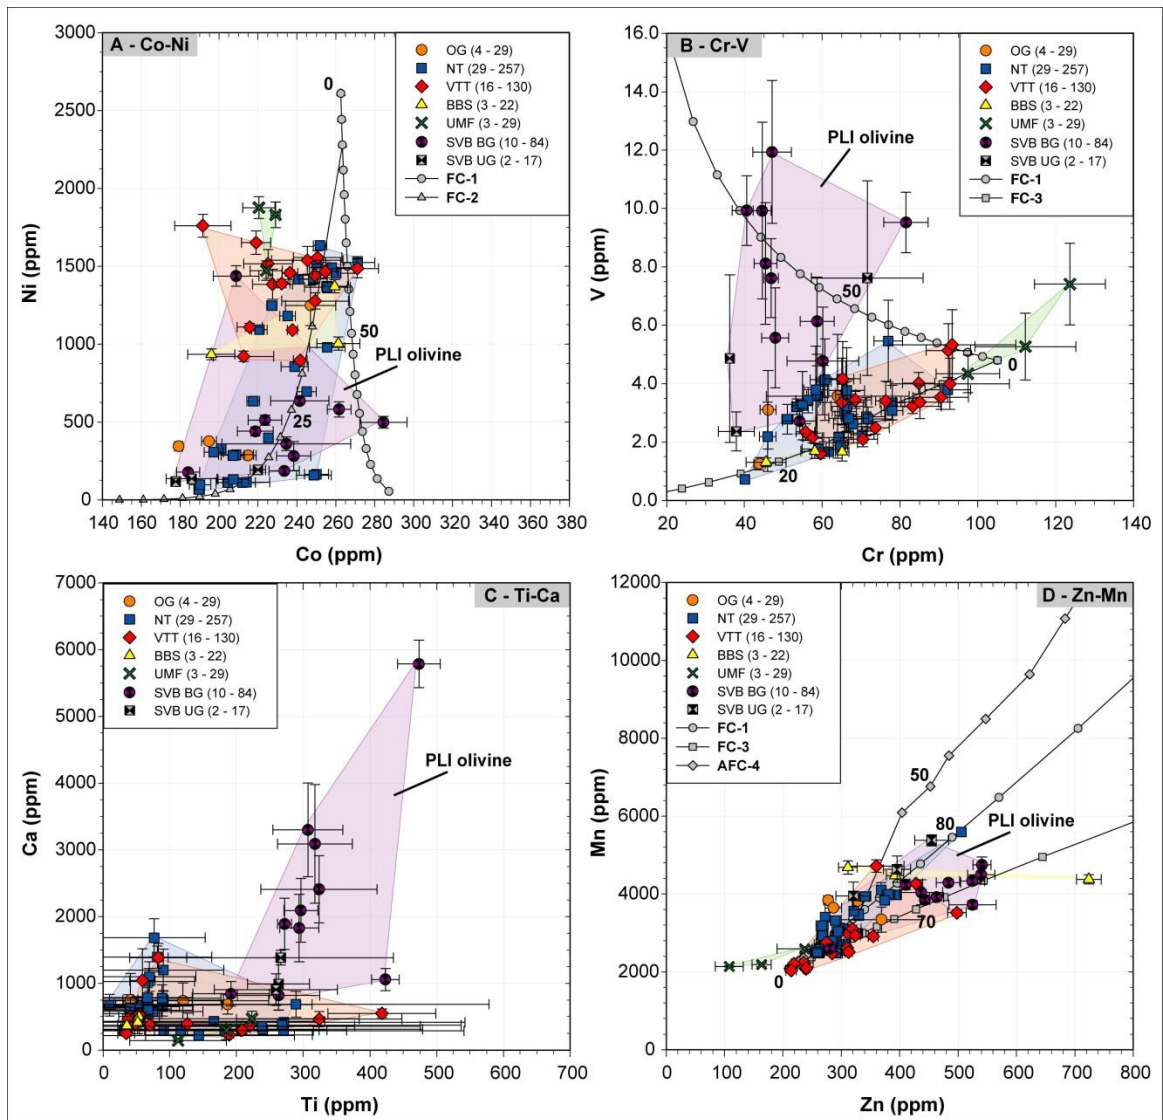 A - Co-Ni
OG (4 - 29)
NT (29 - 257)
VTT (16 - 130)
BBS (3 - 22)
UMF (3 - 29)
SVB BG (10 - 84)
SVB UG (2 - 17)
FC-1
FC-2
0
50
25
PLI olivine
3000
2500
2000
1500
1000
500
0
Ni (ppm)
140 160 180 200 220 240 260 280 300 320 340 360 380
Co (ppm)
B - Cr-V
OG (4 - 29)
NT (29 - 257)
VTT (16 - 130)
BBS (3 - 22)
UMF (3 - 29)
SVB BG (10 - 84)
SVB UG (2 - 17)
FC-1
FC-3
PLI olivine
50
0
20
16.0
14.0
12.0
10.0
8.0
6.0
4.0
2.0
0.0
V (ppm)
20 40 60 80 100 120 140
Cr (ppm)
C - Ti-Ca
OG (4 - 29)
NT (29 - 257)
VTT (16 - 130)
BBS (3 - 22)
UMF (3 - 29)
SVB BG (10 - 84)
SVB UG (2 - 17)
PLI olivine
7000
6000
5000
4000
3000
2000
1000
0
Ca (ppm)
0 100 200 300 400 500 600 700
Ti (ppm)
D - Zn-Mn
OG (4 - 29)
NT (29 - 257)
VTT (16 - 130)
BBS (3 - 22)
UMF (3 - 29)
SVB BG (10 - 84)
SVB UG (2 - 17)
FC-1
FC-3
AFC-4
50
80
PLI olivine
70
0
12000
10000
8000
6000
4000
2000
0
Mn (ppm)
0 100 200 300 400 500 600 700 800
Zn (ppm)